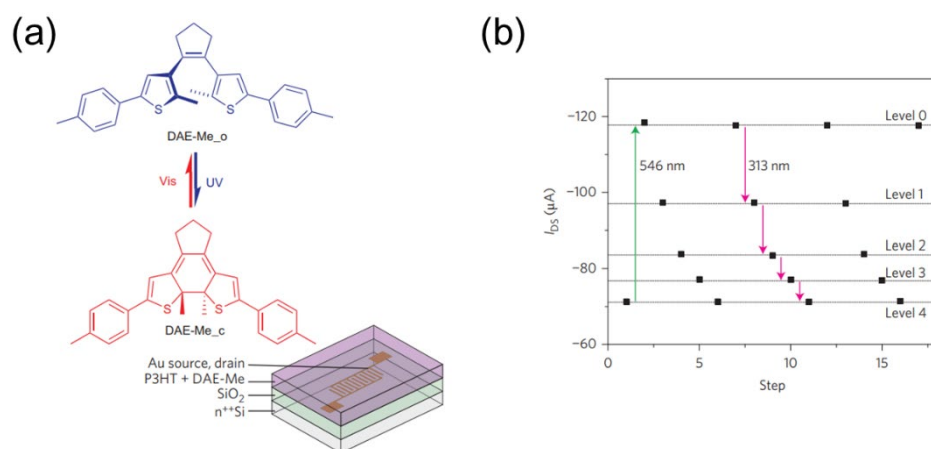 (a)
S
S
DAE-Me_o
Vis
UV
S
S
DAE-Me_c
Au source, drain
P3HT + DAE-Me
SiO₂
n⁺⁺Si
(b)
−120
−100
−80
−60
I_DS (μA)
546 nm
313 nm
Level 0
Level 1
Level 2
Level 3
Level 4
0
5
10
15
Step